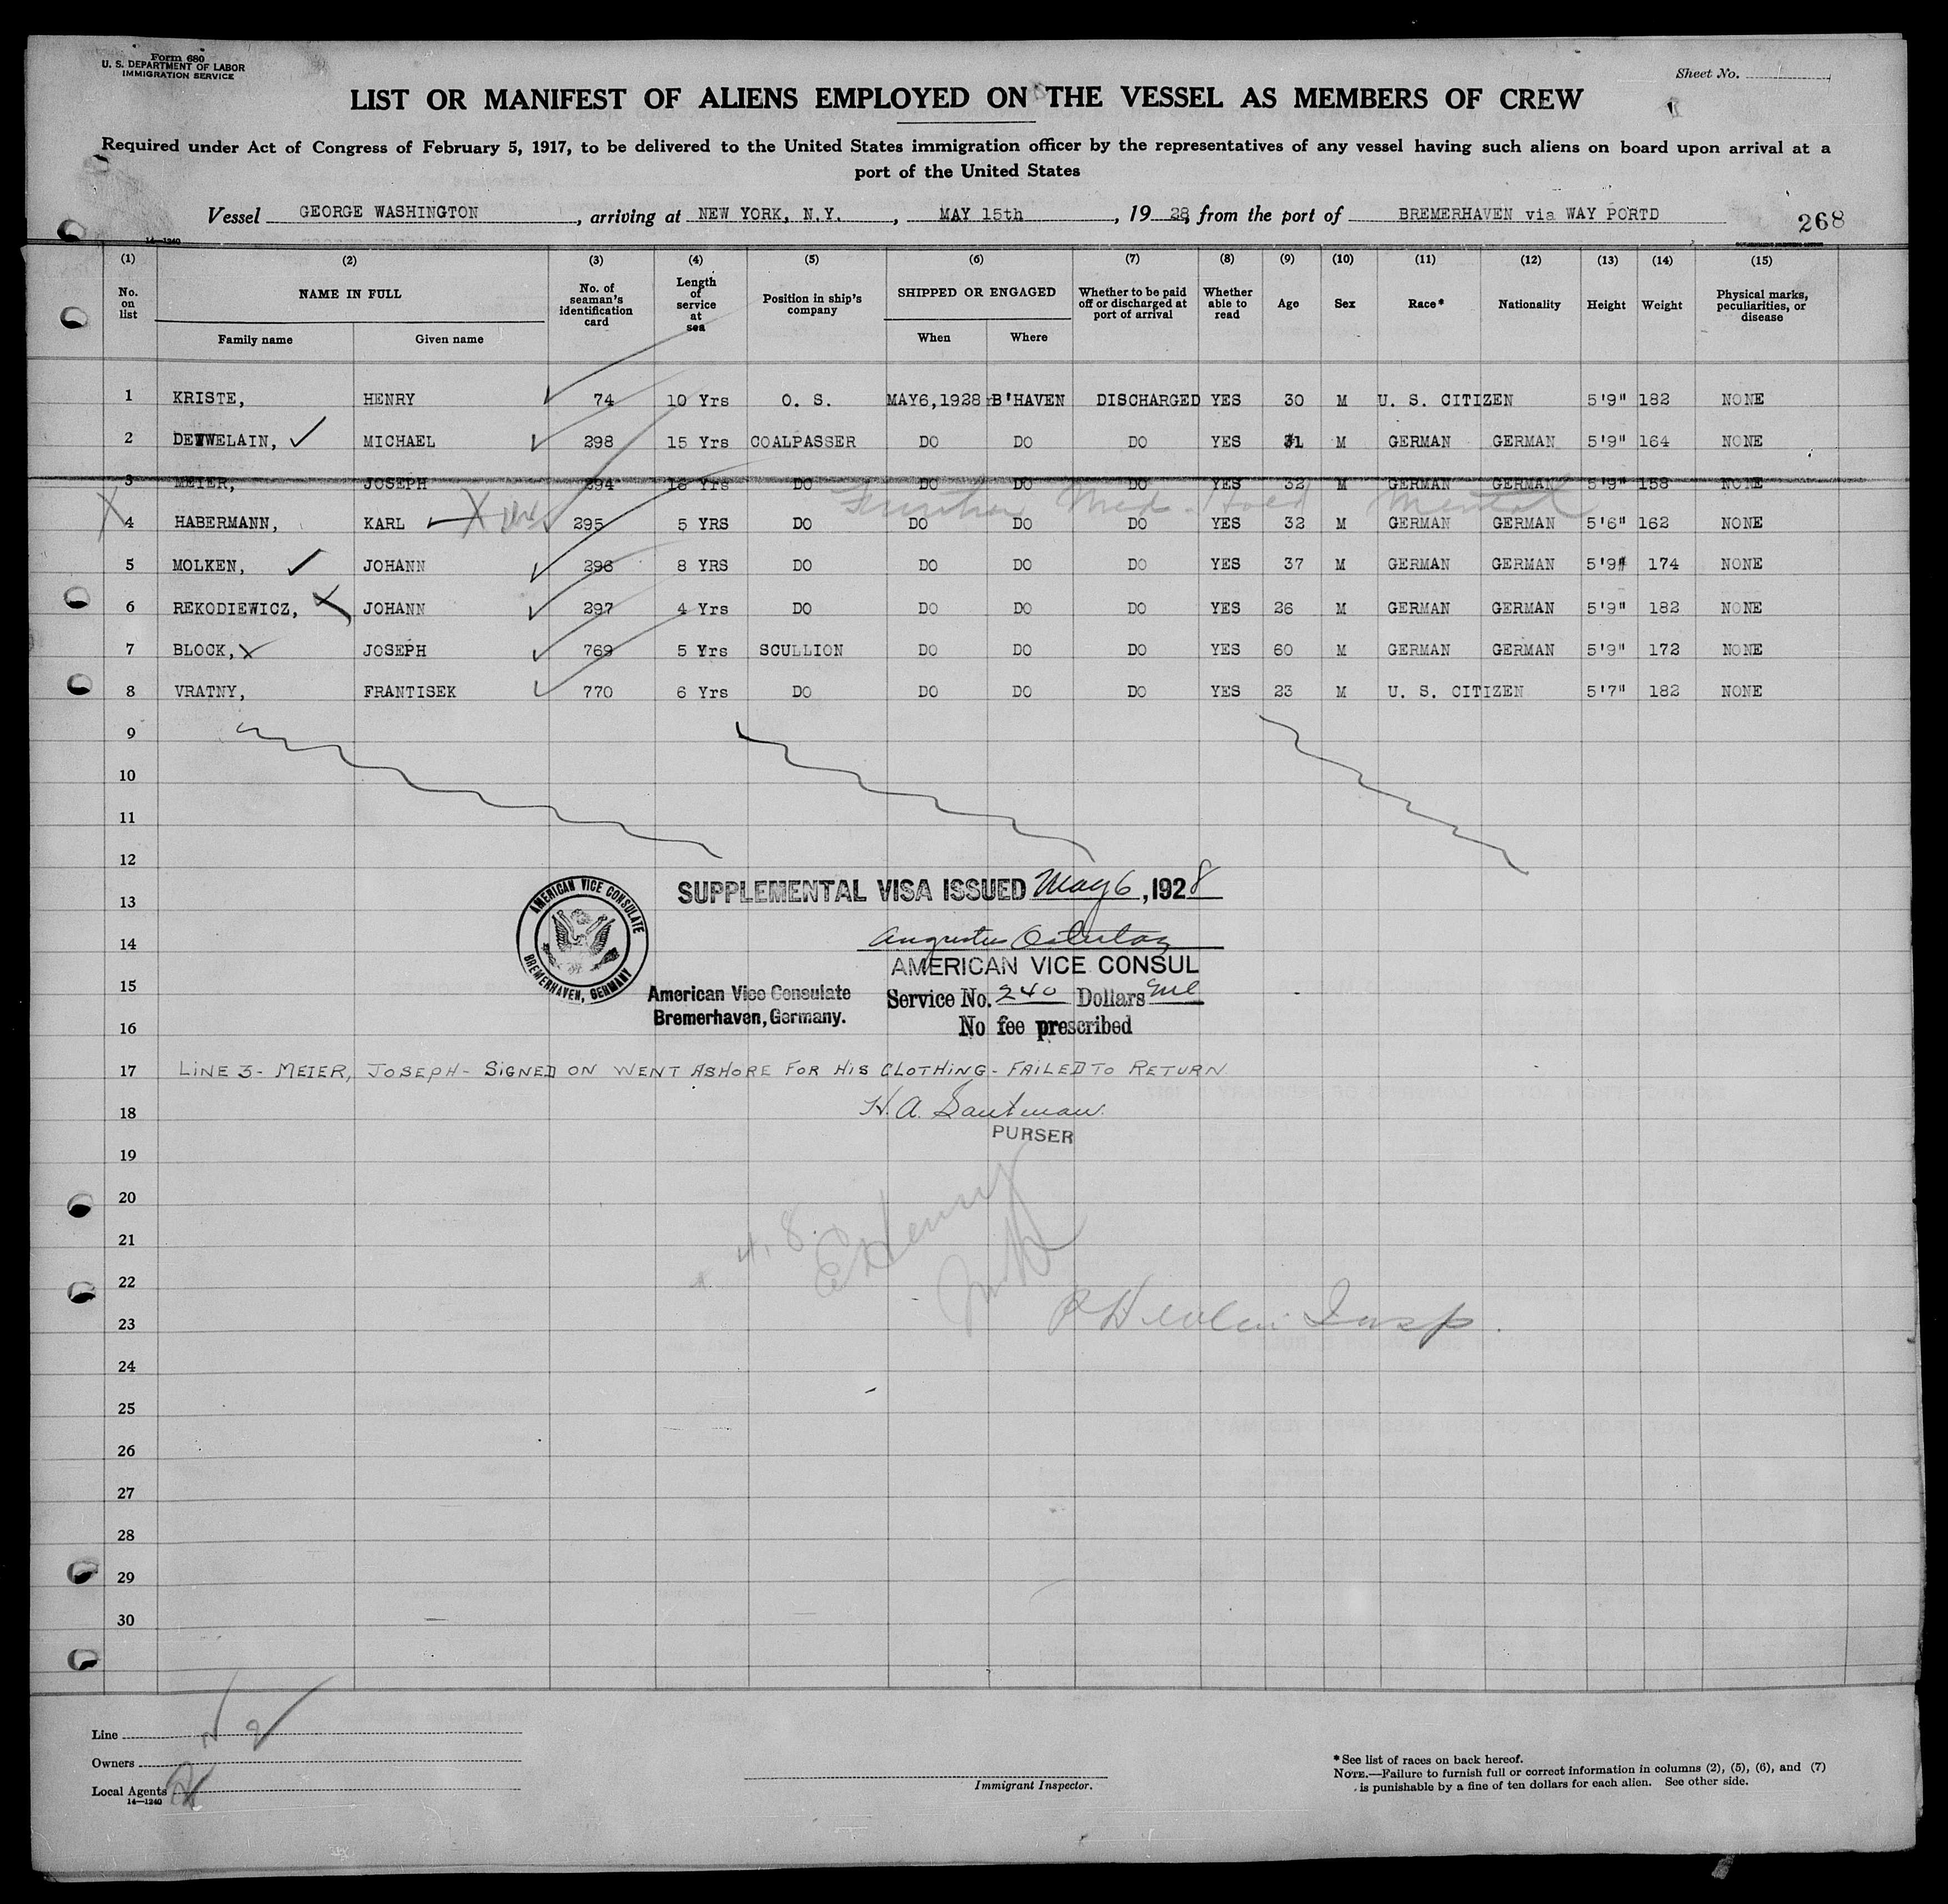 Form 680
U. S. DEPARTMENT OF LABOR
IMMIGRATION SERVICE
Sheet No.
LIST OR MANIFEST OF ALIENS EMPLOYED ON THE VESSEL AS MEMBERS OF CREW
Required under Act of Congress of February 5, 1917, to be delivered to the United States immigration officer by the representatives of any vessel having such aliens on board upon arrival at a
port of the United States
Vessel GEORGE WASHINGTON, arriving at NEW YORK, N.Y., MAY 15th, 1928, from the port of BREMERHAVEN via WAY PORTD
268
14—1240
(1) (2) (3) (4) (5) (6) (7) (8) (9) (10) (11) (12) (13) (14) (15)
No. on list NAME IN FULL No. of seaman's identification card Length of service at sea Position in ship's company SHIPPED OR ENGAGED Whether to be paid off or discharged at port of arrival Whether able to read Age Sex Race* Nationality Height Weight Physical marks, peculiarities, or disease
Family name Given name When Where
1 KRISTE, HENRY 74 10 Yrs O. S. MAY6,1928 B'HAVEN DISCHARGED YES 30 M U. S. CITIZEN 5'9" 182 NONE
2 DETWELAIN, MICHAEL 298 15 Yrs COALPASSER DO DO DO YES 31 M GERMAN GERMAN 5'9" 164 NONE
3 MEIER, JOSEPH 294 Yrs DO DO DO DO YES 32 M GERMAN GERMAN 5'9" 158 NONE
Further Med. Hold Mental
4 HABERMANN, KARL 295 5 YRS DO DO DO DO YES 32 M GERMAN GERMAN 5'6" 162 NONE
5 MOLKEN, JOHANN 296 8 YRS DO DO DO DO YES 37 M GERMAN GERMAN 5'9" 174 NONE
6 REKODIEWICZ, JOHANN 297 4 Yrs DO DO DO DO YES 26 M GERMAN GERMAN 5'9" 182 NONE
7 BLOCK, JOSEPH 769 5 Yrs SCULLION DO DO DO YES 60 M GERMAN GERMAN 5'9" 172 NONE
8 VRATNY, FRANTISEK 770 6 Yrs DO DO DO DO YES 23 M U. S. CITIZEN 5'7" 182 NONE
9
10
11
12
SUPPLEMENTAL VISA ISSUED May 6, 1928
13
AMERICAN VICE CONSULATE
BREMERHAVEN, GERMANY
14
Augustus Ostertag
AMERICAN VICE CONSUL
15
American Vice Consulate
Bremerhaven, Germany.
Service No. 240 Dollars
No fee prescribed
16
17 LINE 3- MEIER, JOSEPH- SIGNED ON WENT ASHORE FOR HIS CLOTHING- FAILED TO RETURN
18 H. A.
PURSER
19
20
21
22
23
Insp.
24
25
26
27
28
29
30
Line
Owners
Local Agents
14—1240
Immigrant Inspector.
* See list of races on back hereof.
NOTE.—Failure to furnish full or correct information in columns (2), (5), (6), and (7)
is punishable by a fine of ten dollars for each alien. See other side.